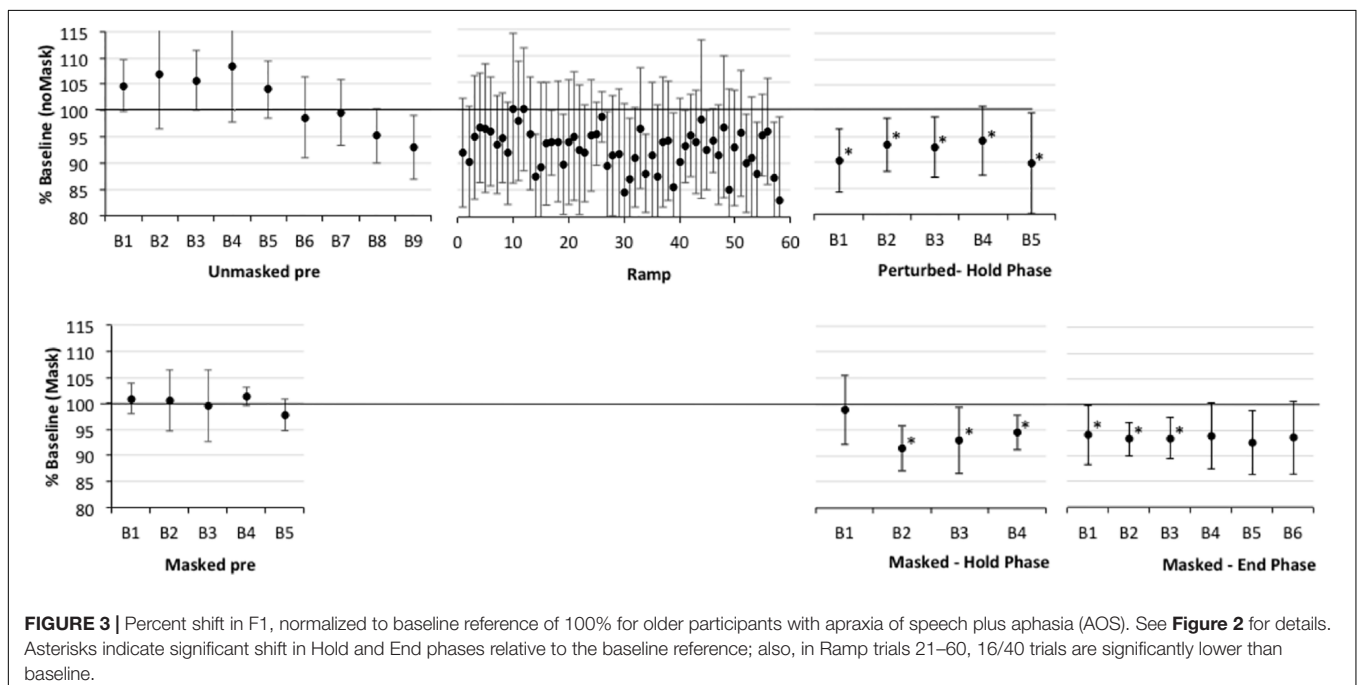 % Baseline (noMask)
115
110
105
100
95
90
85
80
B1 B2 B3 B4 B5 B6 B7 B8 B9
Unmasked pre
0 10 20 30 40 50 60
Ramp
* * * * *
B1 B2 B3 B4 B5
Perturbed- Hold Phase
% Baseline (Mask)
115
110
105
100
95
90
85
80
B1 B2 B3 B4 B5
Masked pre
* * *
B1 B2 B3 B4
Masked - Hold Phase
* * *
B1 B2 B3 B4 B5 B6
Masked - End Phase
FIGURE 3 | Percent shift in F1, normalized to baseline reference of 100% for older participants with apraxia of speech plus aphasia (AOS). See Figure 2 for details.
Asterisks indicate significant shift in Hold and End phases relative to the baseline reference; also, in Ramp trials 21–60, 16/40 trials are significantly lower than
baseline.